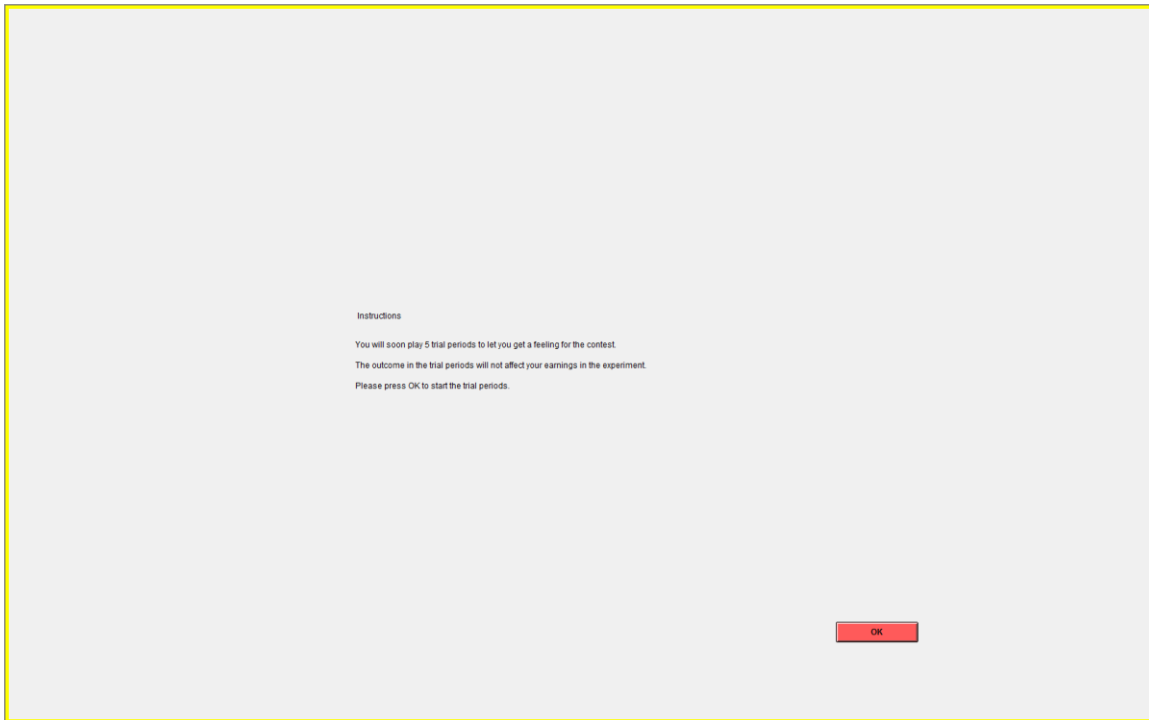 Instructions
You will soon play 5 trial periods to let you get a feeling for the contest.
The outcome in the trial periods will not affect your earnings in the experiment.
Please press OK to start the trial periods.
OK